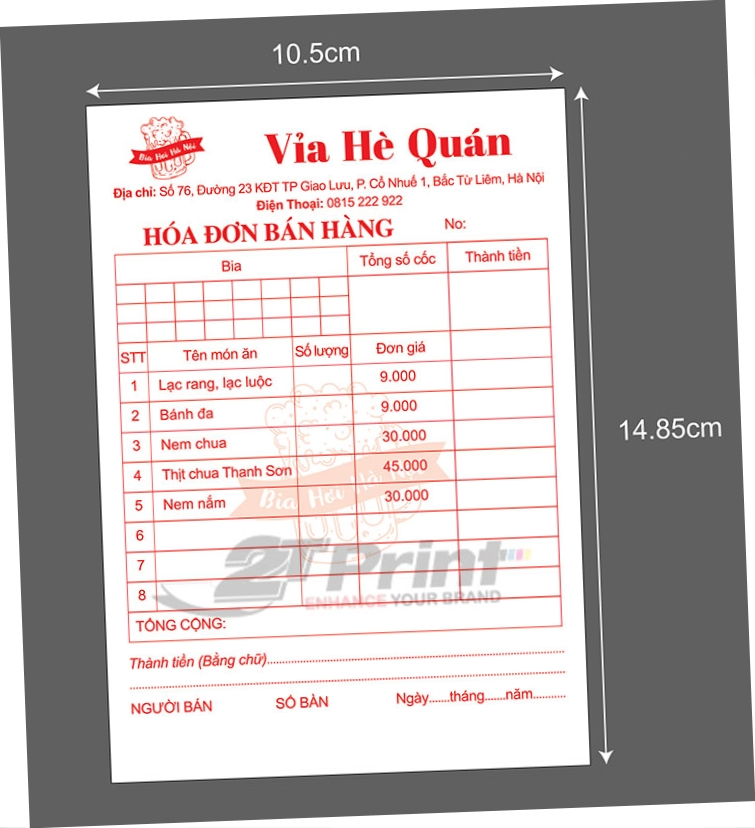 10.5cm
Bia Hơi Hà Nội
Vỉa Hè Quán
Địa chỉ: Số 76, Đường 23 KĐT TP Giao Lưu, P. Cổ Nhuế 1, Bắc Từ Liêm, Hà Nội
Điện Thoại: 0815 222 922
HÓA ĐƠN BÁN HÀNG No:
Bia Tổng số cốc Thành tiền
STT Tên món ăn Số lượng Đơn giá
1 Lạc rang, lạc luộc 9.000
2 Bánh đa 9.000
3 Nem chua 30.000
14.85cm
4 Thịt chua Thanh Sơn 45.000
Bia Hơi Hà Nội
5 Nem nắm 30.000
6
7
2T Print
8
ENHANCE YOUR BRAND
TỔNG CỘNG:
Thành tiền (Bằng chữ)..........
NGƯỜI BÁN SỐ BÀN Ngày......tháng......năm..........